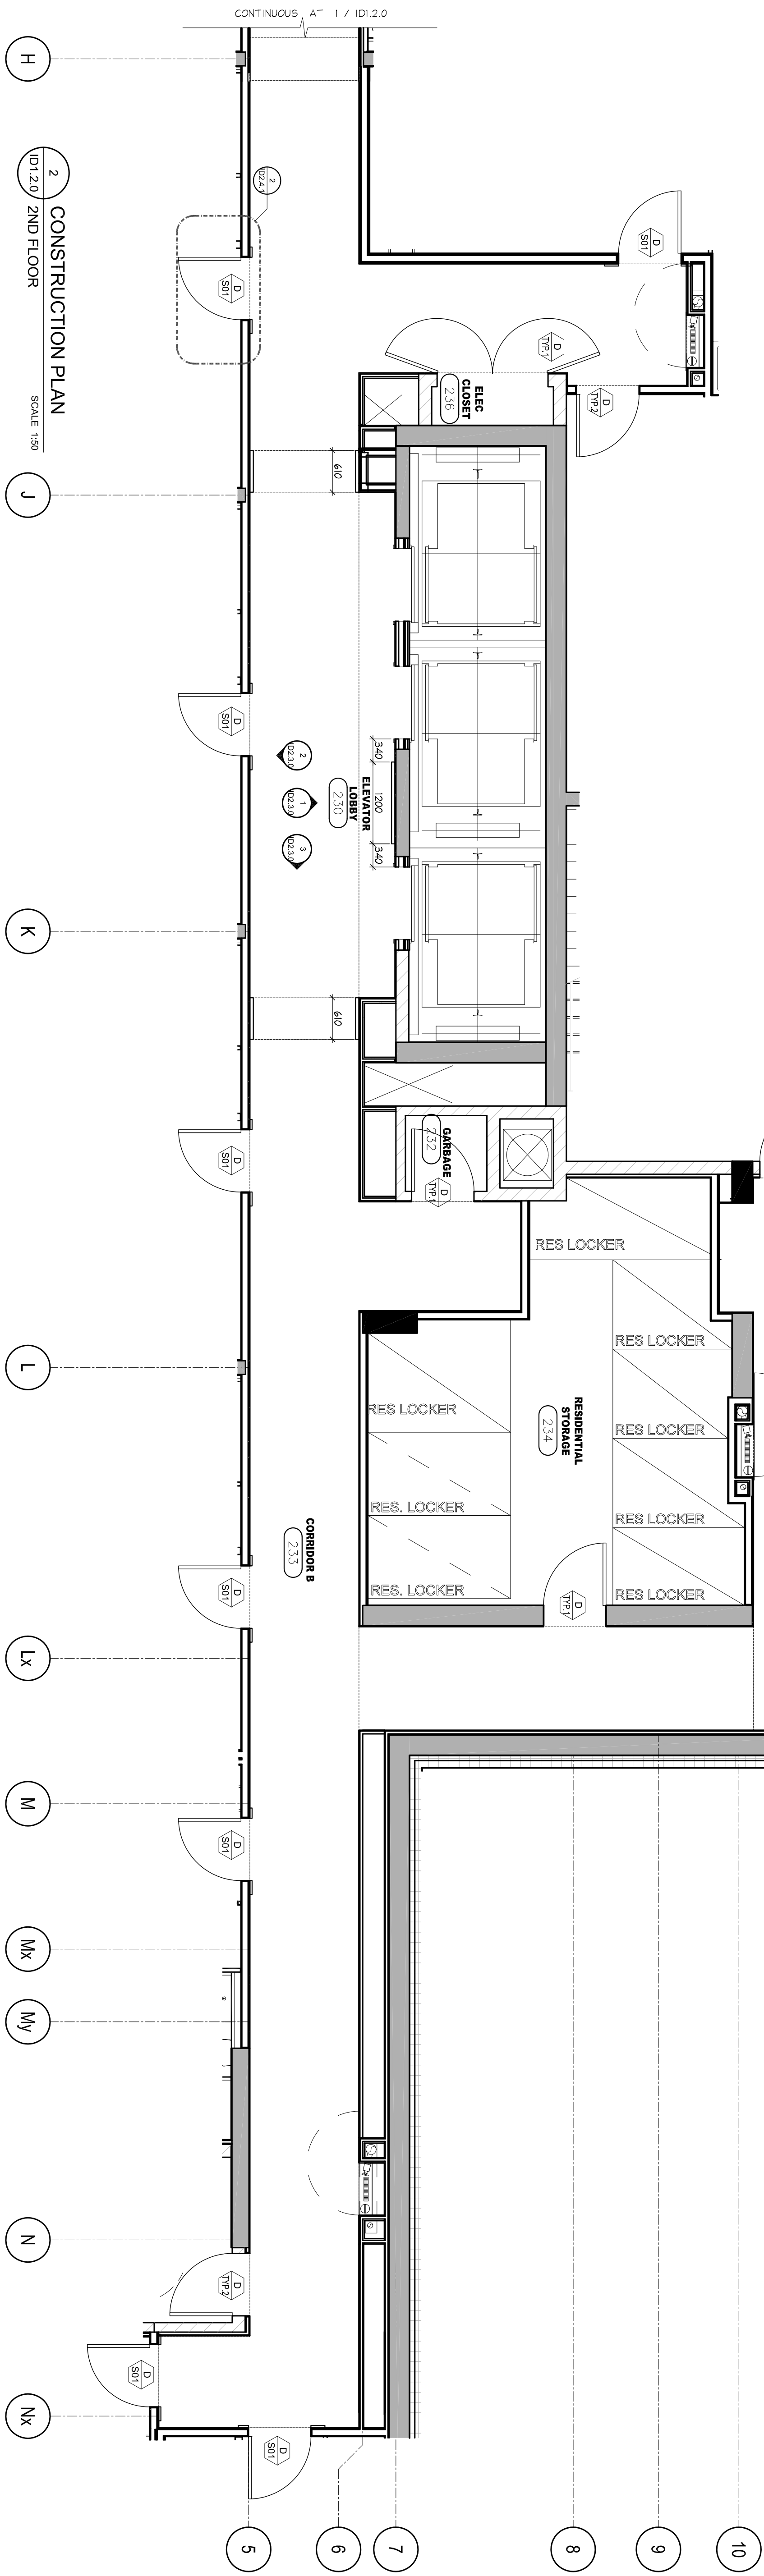 CONTINUOUS AT 1 / ID1.2.0
H
2
ID1.2.0
CONSTRUCTION PLAN
2ND FLOOR
SCALE 1:50
2
ID2.4.1
D
S01
D
S01
D
TYP.1
D
TYP.2
ELEC
CLOSET
236
J
610
D
S01
2
ID2.3.0
1
ID2.3.0
3
ID2.3.0
ELEVATOR
LOBBY
230
340
1200
340
K
610
D
S01
GARBAGE
232
D
TYP.1
RES LOCKER
L
RES LOCKER
RES LOCKER
RES LOCKER
RES LOCKER
RESIDENTIAL
STORAGE
234
RES LOCKER
RES. LOCKER
RES. LOCKER
D
TYP.1
CORRIDOR B
233
D
S01
Lx
M
D
S01
Mx
My
N
D
TYP.2
D
S01
Nx
D
S01
5
6
7
8
9
10